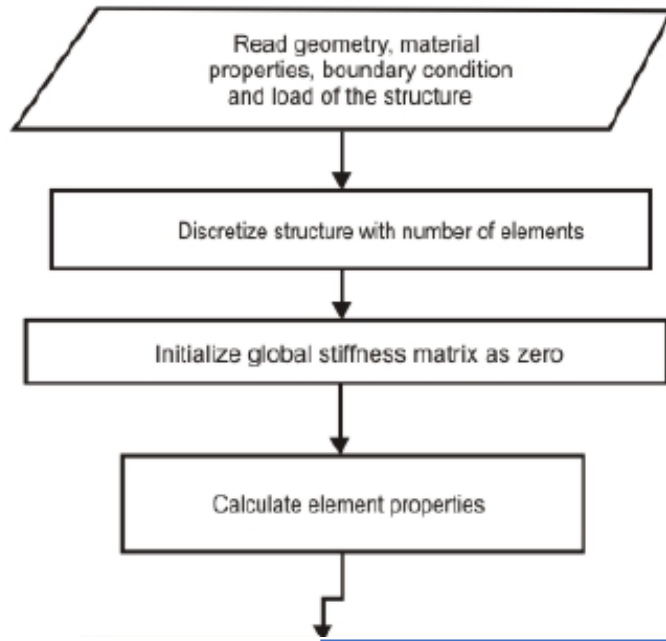 Read geometry, material
properties, boundary condition
and load of the structure
Discretize structure with number of elements
Initialize global stiffness matrix as zero
Calculate element properties